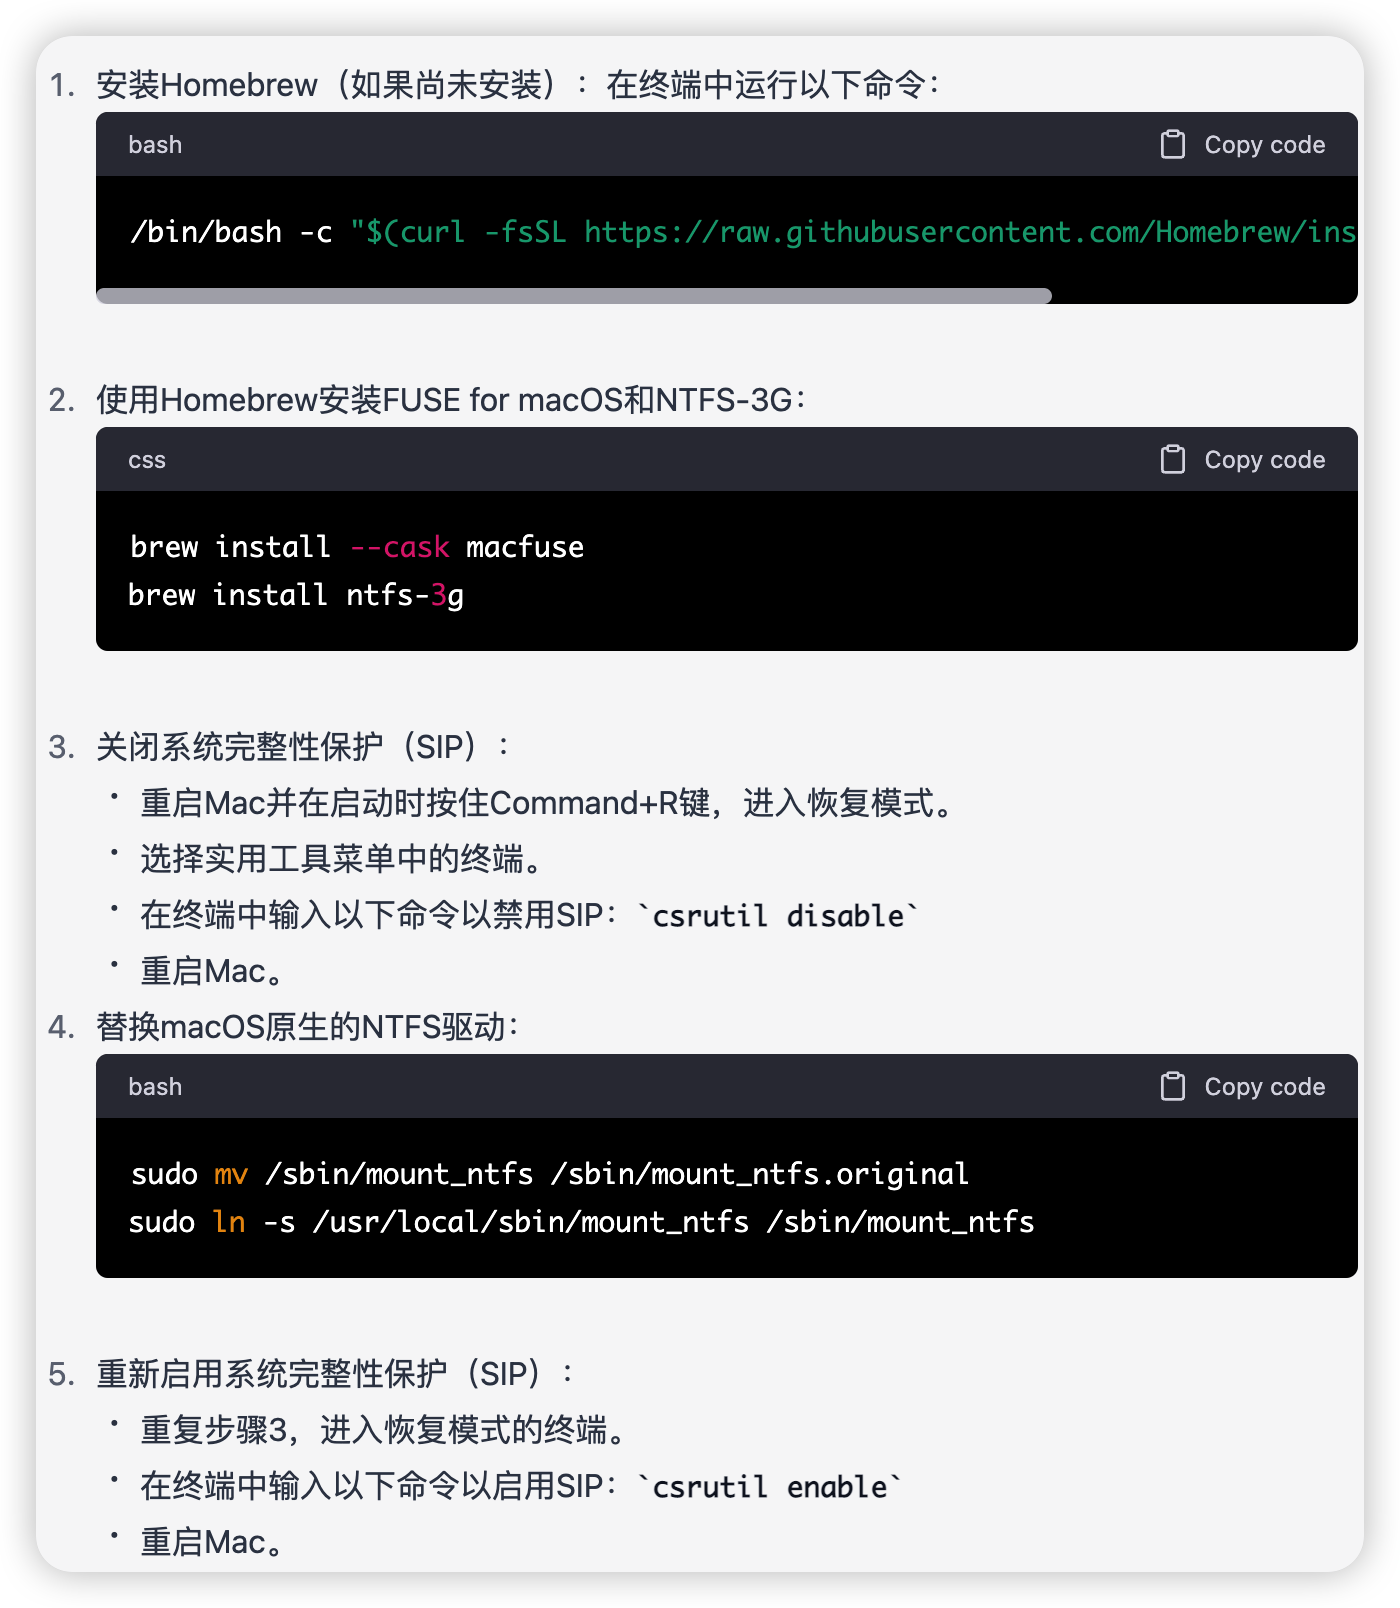 1. 安装Homebrew（如果尚未安装）：在终端中运行以下命令：
bash Copy code
/bin/bash -c "$(curl -fsSL https://raw.githubusercontent.com/Homebrew/ins
2. 使用Homebrew安装FUSE for macOS和NTFS-3G：
css Copy code
brew install --cask macfuse
brew install ntfs-3g
3. 关闭系统完整性保护（SIP）：
• 重启Mac并在启动时按住Command+R键，进入恢复模式。
• 选择实用工具菜单中的终端。
• 在终端中输入以下命令以禁用SIP：`csrutil disable`
• 重启Mac。
4. 替换macOS原生的NTFS驱动：
bash Copy code
sudo mv /sbin/mount_ntfs /sbin/mount_ntfs.original
sudo ln -s /usr/local/sbin/mount_ntfs /sbin/mount_ntfs
5. 重新启用系统完整性保护（SIP）：
• 重复步骤3，进入恢复模式的终端。
• 在终端中输入以下命令以启用SIP：`csrutil enable`
• 重启Mac。